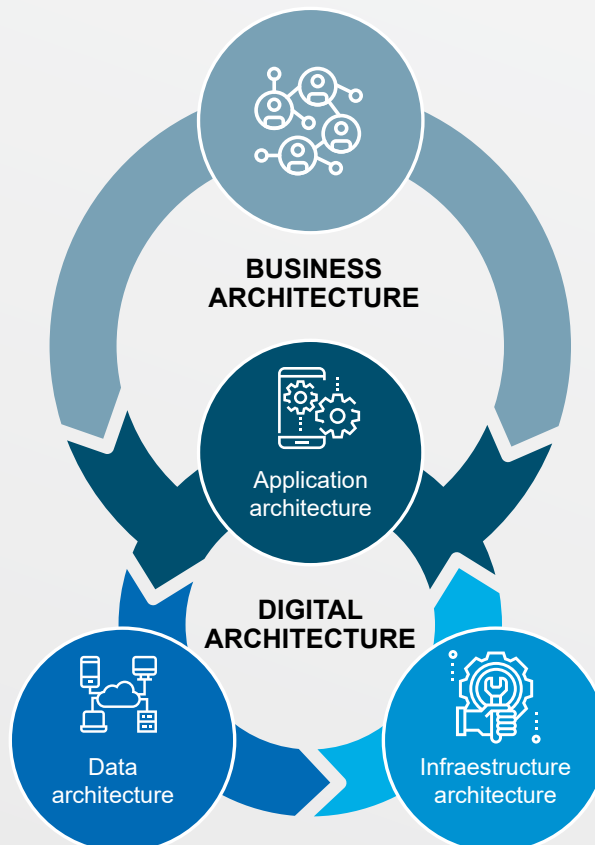 BUSINESS
ARCHITECTURE
Application
architecture
DIGITAL
ARCHITECTURE
Data
architecture
Infraestructure
architecture